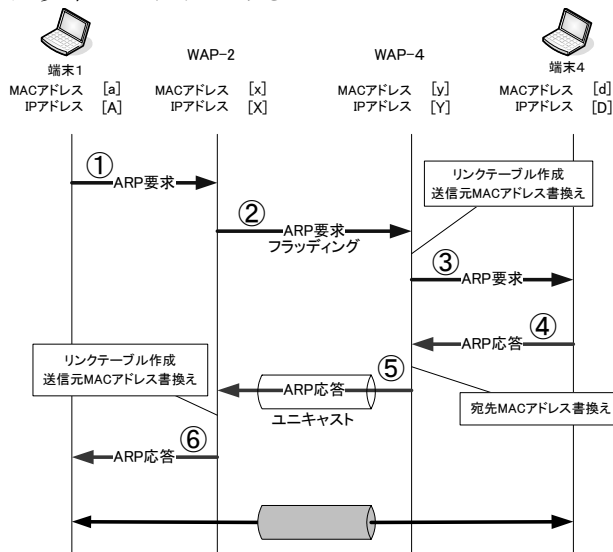 端末1
WAP-2
WAP-4
端末4
MACアドレス [a]
IPアドレス [A]
MACアドレス [x]
IPアドレス [X]
MACアドレス [y]
IPアドレス [Y]
MACアドレス [d]
IPアドレス [D]
①
ARP要求
②
ARP要求
フラッディング
リンクテーブル作成
送信元MACアドレス書換え
③
ARP要求
④
ARP応答
リンクテーブル作成
送信元MACアドレス書換え
⑤
ARP応答
ユニキャスト
宛先MACアドレス書換え
⑥
ARP応答